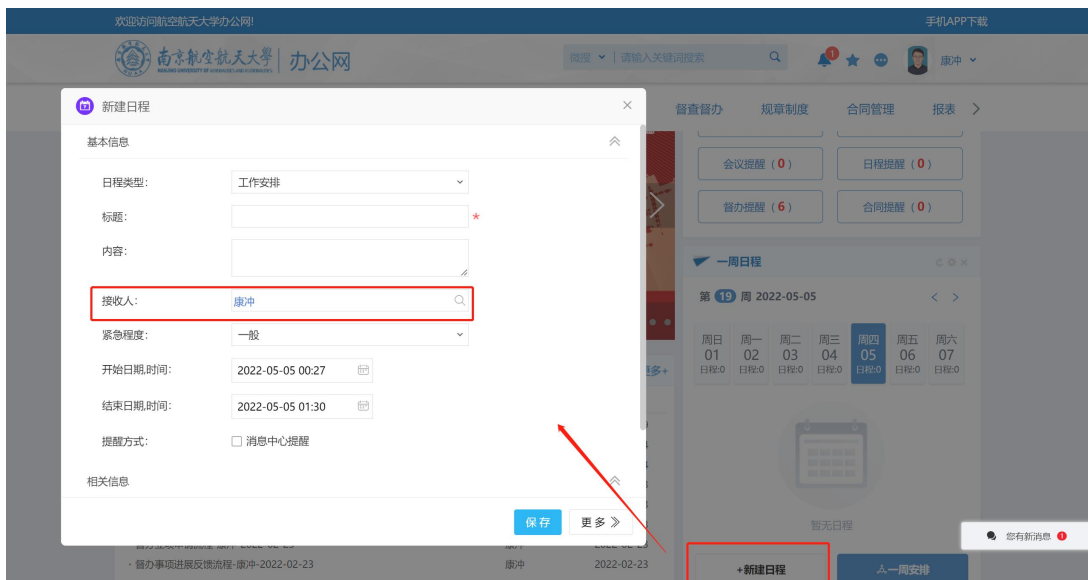 欢迎访问航空航天大学办公网!
手机APP下载
南京航空航天大学
NANJING UNIVERSITY OF AERONAUTICS AND ASTRONAUTICS
办公网
微搜
请输入关键词搜索
1
康冲
督查督办
规章制度
合同管理
报表
新建日程
基本信息
日程类型:
工作安排
标题:
*
内容:
接收人:
康冲
紧急程度:
一般
开始日期,时间:
2022-05-05 00:27
结束日期,时间:
2022-05-05 01:30
提醒方式:
消息中心提醒
相关信息
保存
更多
会议提醒（0）
日程提醒（0）
督办提醒（6）
合同提醒（0）
一周日程
第 19 周 2022-05-05
周日 周一 周二 周三 周四 周五 周六
01 02 03 04 05 06 07
日程:0 日程:0 日程:0 日程:0 日程:0 日程:0 日程:0
更多+
暂无日程
您有新消息 1
+新建日程
一周安排
· 督办事项进展反馈流程-康冲-2022-02-23
康冲
2022-02-23